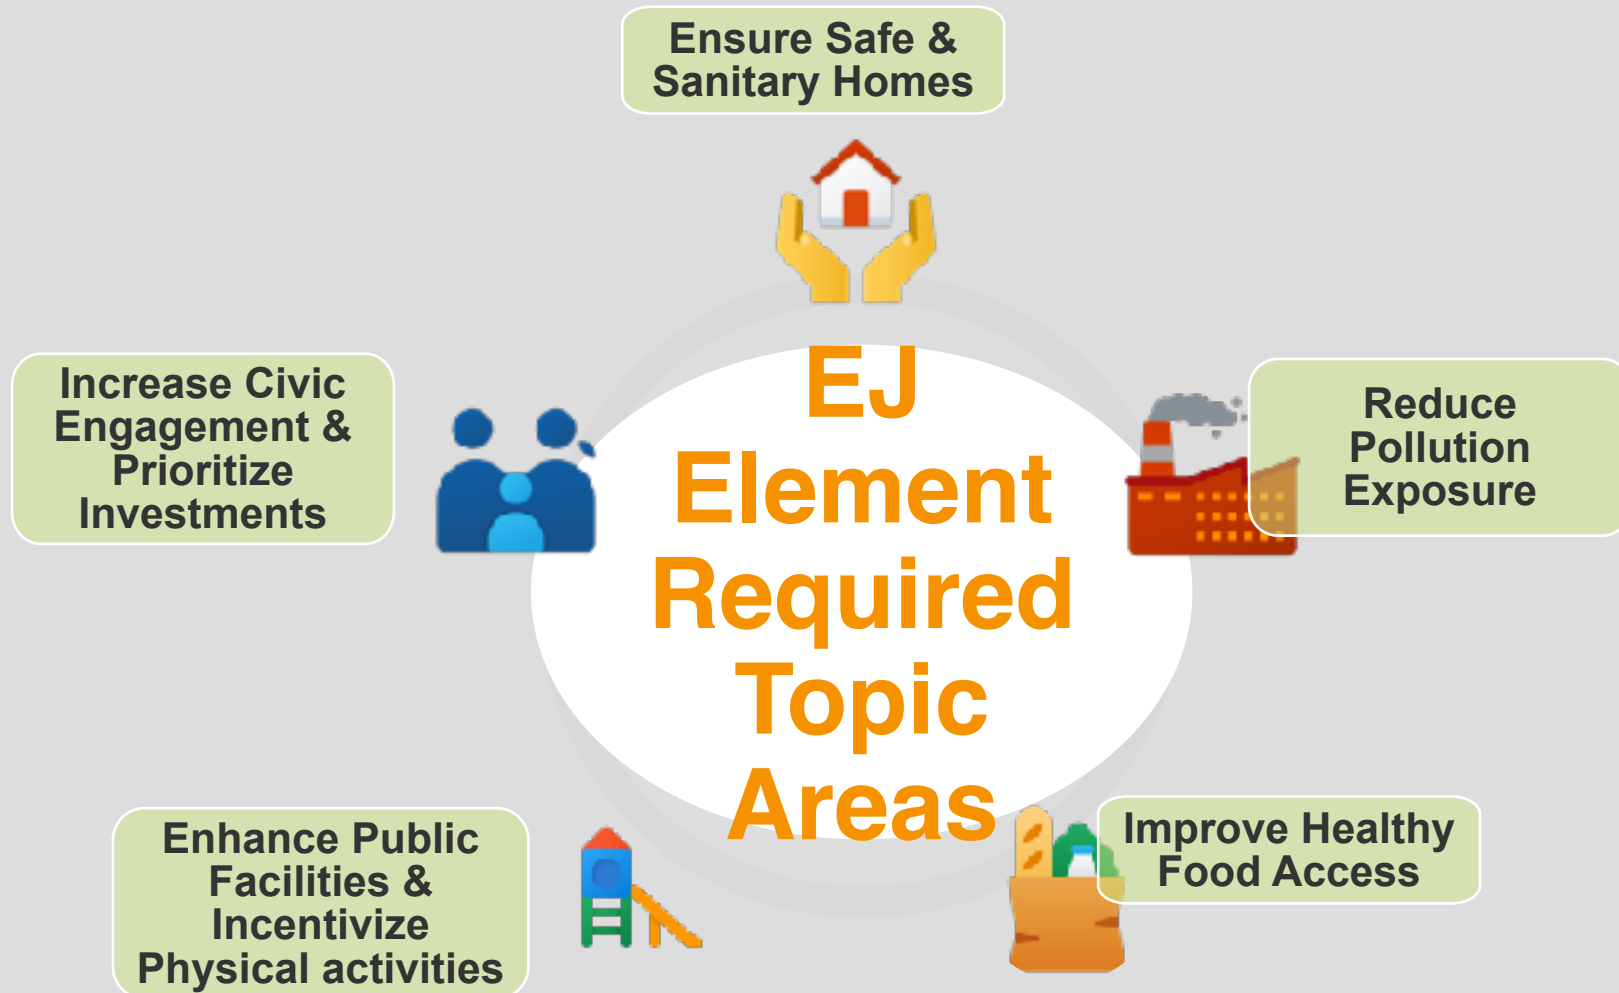 Ensure Safe &
Sanitary Homes
Increase Civic
Engagement &
Prioritize
Investments
EJ
Element
Required
Topic
Areas
Reduce
Pollution
Exposure
Enhance Public
Facilities &
Incentivize
Physical activities
Improve Healthy
Food Access